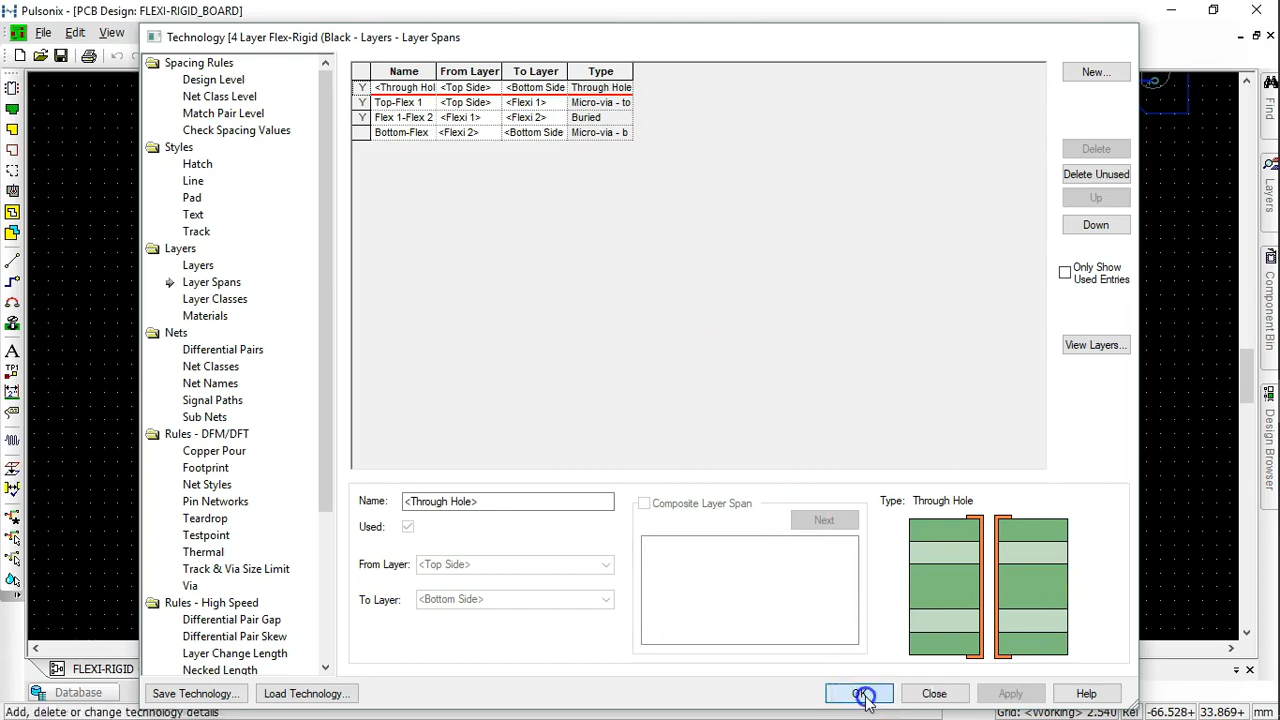 Pulsonix - [PCB Design: FLEXI-RIGID_BOARD]
File Edit View
Technology [4 Layer Flex-Rigid (Black - Layers - Layer Spans
Spacing Rules
Design Level
Net Class Level
Match Pair Level
Check Spacing Values
Styles
Hatch
Line
Pad
Text
Track
Layers
Layers
Layer Spans
Layer Classes
Materials
Nets
Differential Pairs
Net Classes
Net Names
Signal Paths
Sub Nets
Rules - DFM/DFT
Copper Pour
Footprint
Net Styles
Pin Networks
Teardrop
Testpoint
Thermal
Track & Via Size Limit
Via
Rules - High Speed
Differential Pair Gap
Differential Pair Skew
Layer Change Length
Necked Length
Name From Layer To Layer Type
Y <Through Hol <Top Side> <Bottom Side Through Hole
Y Top-Flex 1 <Top Side> <Flexi 1> Micro-via - to
Y Flex 1-Flex 2 <Flexi 1> <Flexi 2> Buried
Bottom-Flex <Flexi 2> <Bottom Side Micro-via - b
New...
Delete
Delete Unused
Up
Down
Only Show
Used Entries
View Layers...
Name: <Through Hole>
Used:
From Layer: <Top Side>
To Layer: <Bottom Side>
Composite Layer Span
Next
Type: Through Hole
Save Technology... Load Technology... OK Close Apply Help
Find
Layers
Component Bin
Design Browser
FLEXI-RIGID
Database
Add, delete or change technology details
Grid: <Working> 2.540 Rel -66.528 33.869 mm